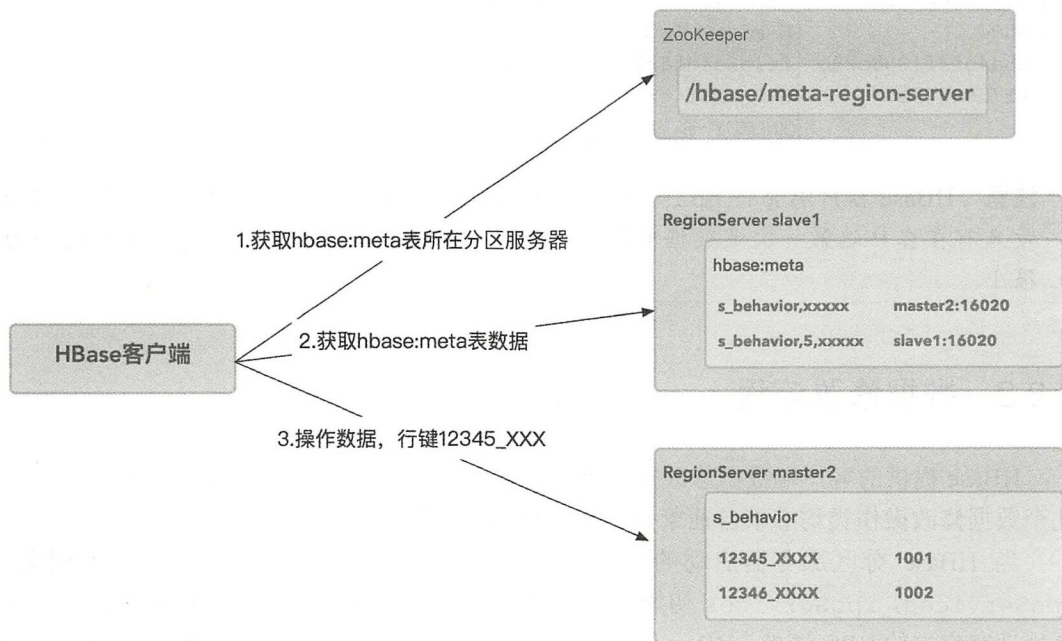 ZooKeeper
/hbase/meta-region-server
1.获取hbase:meta表所在分区服务器
RegionServer slave1
hbase:meta
s_behavior,xxxxx master2:16020
s_behavior,5,xxxxx slave1:16020
HBase客户端
2.获取hbase:meta表数据
3.操作数据，行键12345_XXX
RegionServer master2
s_behavior
12345_XXXX 1001
12346_XXXX 1002